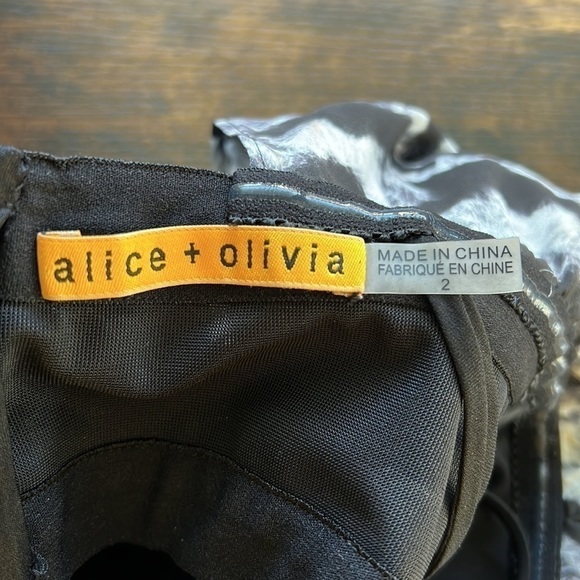 alice + olivia
MADE IN CHINA
FABRIQUÉ EN CHINE
2